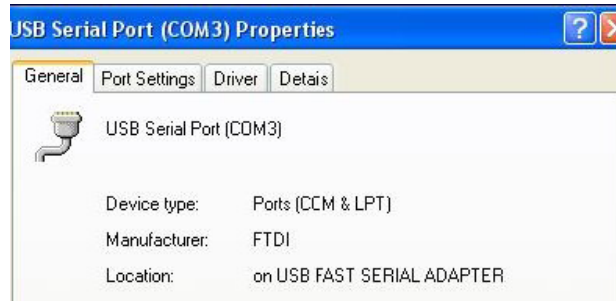 USB Serial Port (COM3) Properties
General Port Settings Driver Detais
USB Serial Port (COM3)
Device type: Ports (CCM & LPT)
Manufacturer: FTDI
Location: on USB FAST SERIAL ADAPTER